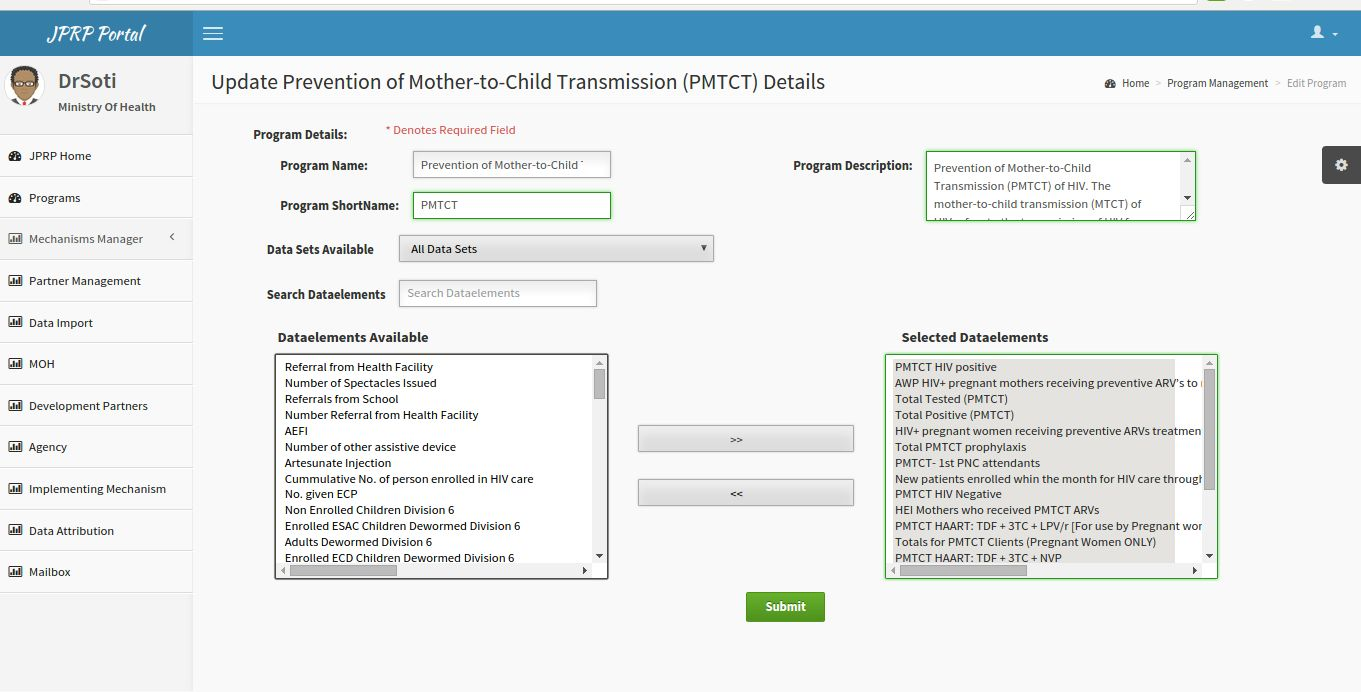 JPRP Portal
DrSoti
Ministry Of Health
JPRP Home
Programs
Mechanisms Manager
Partner Management
Data Import
MOH
Development Partners
Agency
Implementing Mechanism
Data Attribution
Mailbox
Update Prevention of Mother-to-Child Transmission (PMTCT) Details
Home > Program Management > Edit Program
Program Details:
* Denotes Required Field
Program Name:
Prevention of Mother-to-Child
Program ShortName:
PMTCT
Program Description:
Prevention of Mother-to-Child
Transmission (PMTCT) of HIV. The
mother-to-child transmission (MTCT) of
Data Sets Available
All Data Sets
Search Dataelements
Search Dataelements
Dataelements Available
Referral from Health Facility
Number of Spectacles Issued
Referrals from School
Number Referral from Health Facility
AEFI
Number of other assistive device
Artesunate Injection
Cummulative No. of person enrolled in HIV care
No. given ECP
Non Enrolled Children Division 6
Enrolled ESAC Children Dewormed Division 6
Adults Dewormed Division 6
Enrolled ECD Children Dewormed Division 6
>>
<<
Selected Dataelements
PMTCT HIV positive
AWP HIV+ pregnant mothers receiving preventive ARV's to
Total Tested (PMTCT)
Total Positive (PMTCT)
HIV+ pregnant women receiving preventive ARVs treatmen
Total PMTCT prophylaxis
PMTCT- 1st PNC attendants
New patients enrolled whin the month for HIV care through
PMTCT HIV Negative
HEI Mothers who received PMTCT ARVs
PMTCT HAART: TDF + 3TC + LPV/r [For use by Pregnant wor
Totals for PMTCT Clients (Pregnant Women ONLY)
PMTCT HAART: TDF + 3TC + NVP
Submit